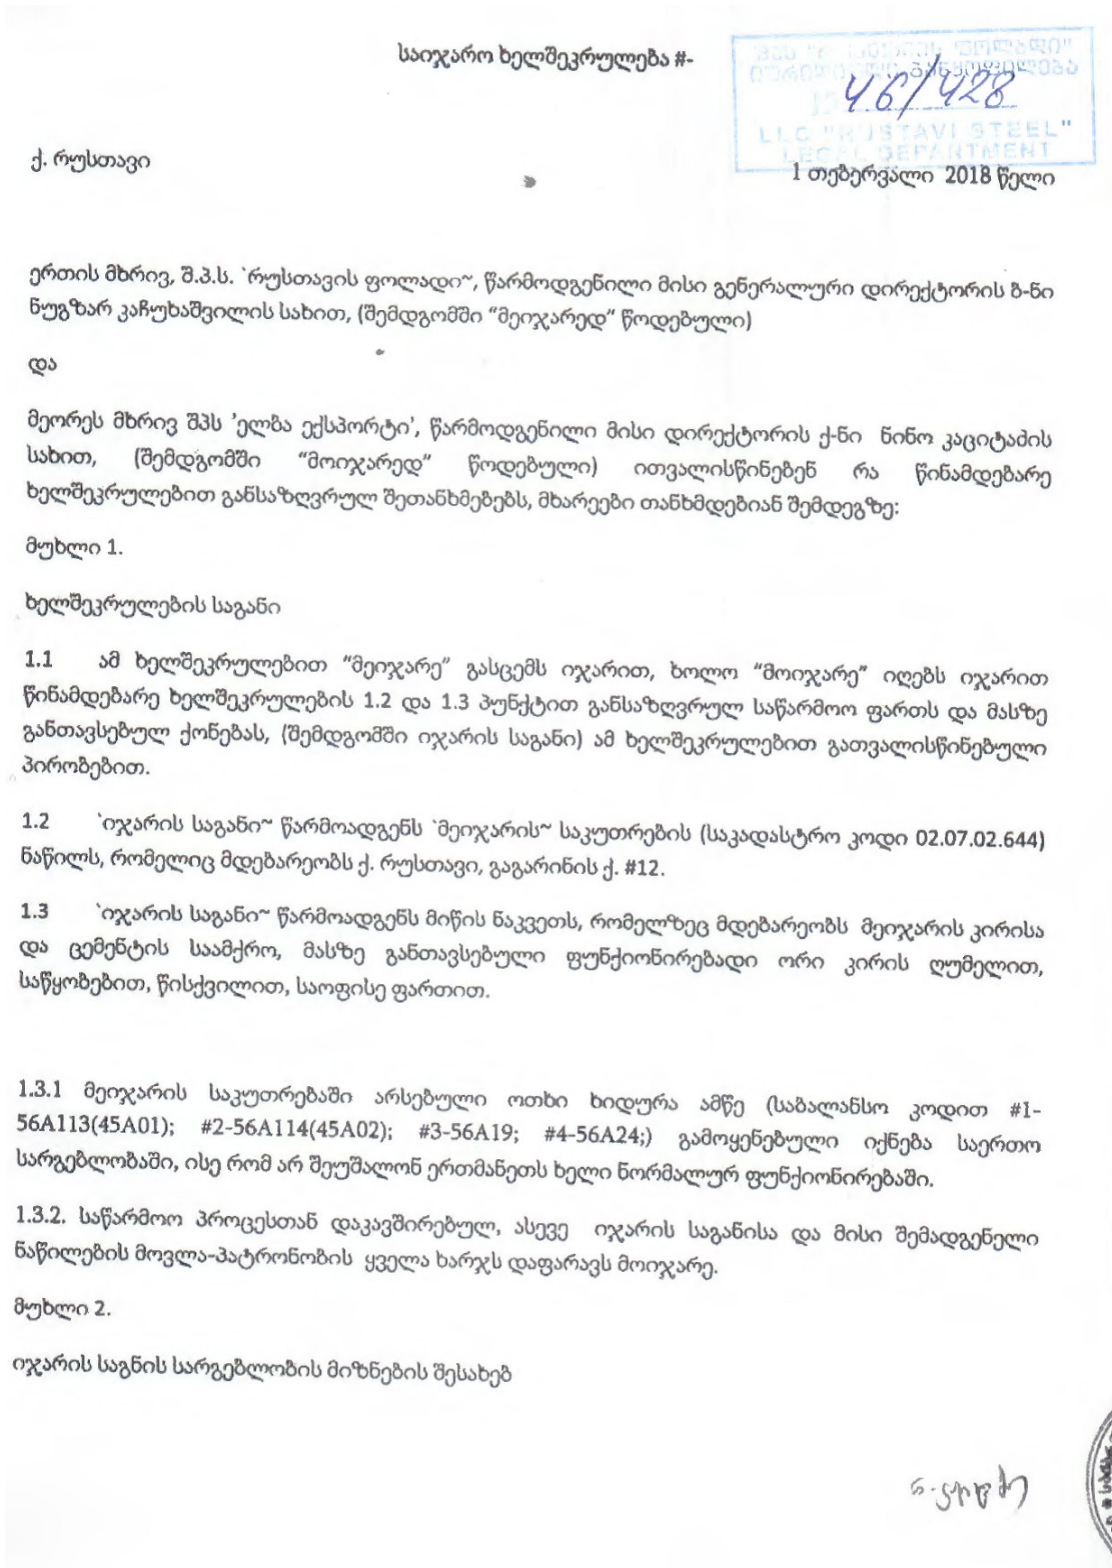 საიჯარო ხელშეკრულება #-
46/428
LLC "RUSTAVI STEEL"
LEGAL DEPARTMENT
ქ. რუსთავი
1 თებერვალი 2018 წელი
ერთის მხრივ, შ.პ.ს. `რუსთავის ფოლადი~, წარმოდგენილი მისი გენერალური დირექტორის ბ-ნი
ნუგზარ კაჩუხაშვილის სახით, (შემდგომში “მეიჯარედ” წოდებული)
და
მეორეს მხრივ შპს 'ელბა ექსპორტი', წარმოდგენილი მისი დირექტორის ქ-ნი ნინო კაციტაძის
სახით, (შემდგომში “მოიჯარედ” წოდებული) ითვალისწინებენ რა წინამდებარე
ხელშეკრულებით განსაზღვრულ შეთანხმებებს, მხარეები თანხმდებიან შემდეგზე:
მუხლი 1.
ხელშეკრულების საგანი
1.1 ამ ხელშეკრულებით “მეიჯარე” გასცემს იჯარით, ხოლო “მოიჯარე” იღებს იჯარით
წინამდებარე ხელშეკრულების 1.2 და 1.3 პუნქტით განსაზღვრულ საწარმოო ფართს და მასზე
განთავსებულ ქონებას, (შემდგომში იჯარის საგანი) ამ ხელშეკრულებით გათვალისწინებული
პირობებით.
1.2 `იჯარის საგანი~ წარმოადგენს `მეიჯარის~ საკუთრების (საკადასტრო კოდი 02.07.02.644)
ნაწილს, რომელიც მდებარეობს ქ. რუსთავი, გაგარინის ქ. #12.
1.3 `იჯარის საგანი~ წარმოადგენს მიწის ნაკვეთს, რომელზეც მდებარეობს მეიჯარის კირისა
და ცემენტის საამქრო, მასზე განთავსებული ფუნქიონირებადი ორი კირის ღუმელით,
საწყობებით, წისქვილით, საოფისე ფართით.
1.3.1 მეიჯარის საკუთრებაში არსებული ოთხი ხიდურა ამწე (საბალანსო კოდით #1-
56A113(45A01); #2-56A114(45A02); #3-56A19; #4-56A24;) გამოყენებული იქნება საერთო
სარგებლობაში, ისე რომ არ შეუშალონ ერთმანეთს ხელი ნორმალურ ფუნქიონირებაში.
1.3.2. საწარმოო პროცესთან დაკავშირებულ, ასევე იჯარის საგანისა და მისი შემადგენელი
ნაწილების მოვლა-პატრონობის ყველა ხარჯს დაფარავს მოიჯარე.
მუხლი 2.
იჯარის საგნის სარგებლობის მიზნების შესახებ